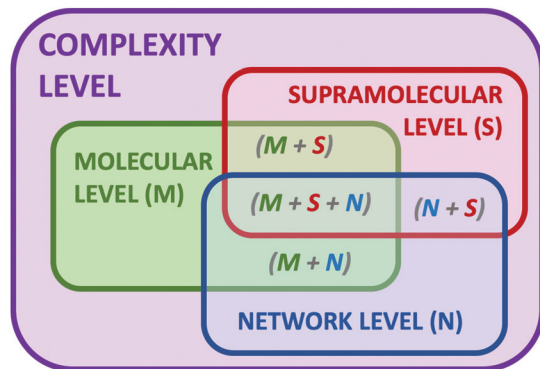 COMPLEXITY
LEVEL
SUPRAMOLECULAR
LEVEL (S)
(M + S)
MOLECULAR
LEVEL (M)
(M + S + N)
(N + S)
(M + N)
NETWORK LEVEL (N)